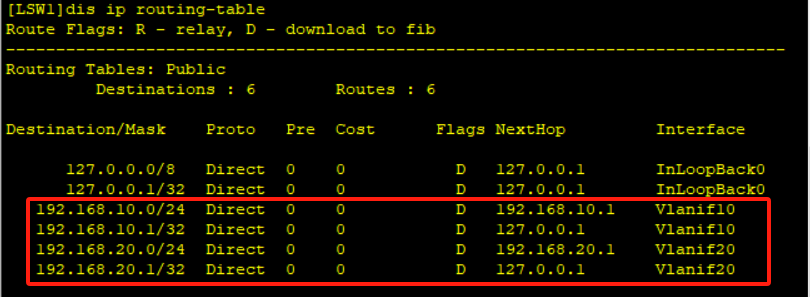 [LSW1]dis ip routing-table
Route Flags: R - relay, D - download to fib
------------------------------------------------------------------------------
Routing Tables: Public
         Destinations : 6        Routes : 6

Destination/Mask    Proto   Pre  Cost      Flags NextHop         Interface

      127.0.0.0/8   Direct  0    0           D   127.0.0.1       InLoopBack0
      127.0.0.1/32  Direct  0    0           D   127.0.0.1       InLoopBack0
   192.168.10.0/24  Direct  0    0           D   192.168.10.1    Vlanif10
   192.168.10.1/32  Direct  0    0           D   127.0.0.1       Vlanif10
   192.168.20.0/24  Direct  0    0           D   192.168.20.1    Vlanif20
   192.168.20.1/32  Direct  0    0           D   127.0.0.1       Vlanif20